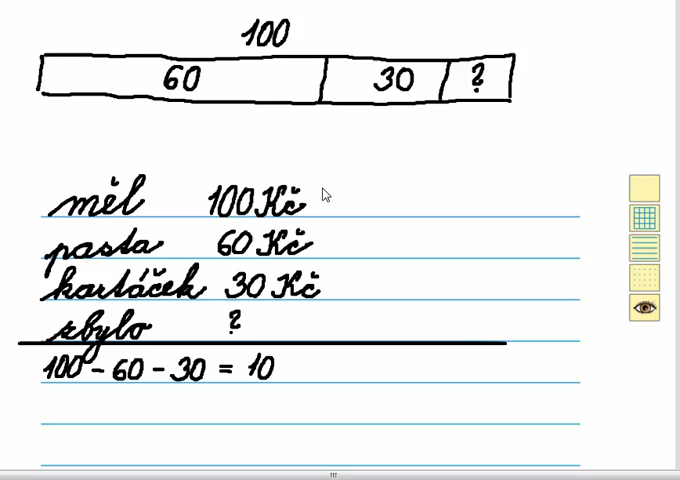 100
60 30 ?
měl 100 Kč
pasta 60 Kč
kartáček 30 Kč
zbylo ?
100 - 60 - 30 = 10